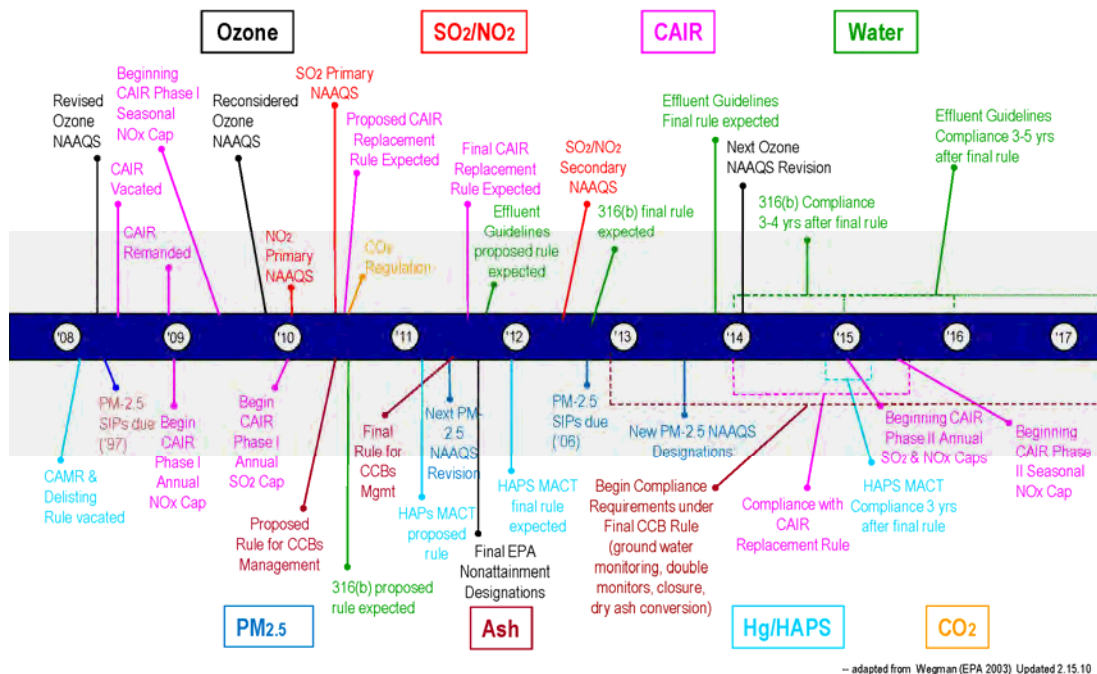 Ozone
SO2/NO2
CAIR
Water
Beginning
CAIR Phase I
Seasonal
NOx Cap
SO2 Primary
NAAQS
Revised
Ozone
NAAQS
Reconsidered
Ozone
NAAQS
Proposed CAIR
Replacement
Rule Expected
Effluent Guidelines
Final rule expected
Effluent Guidelines
Compliance 3-5 yrs
after final rule
CAIR
Vacated
Final CAIR
Replacement
Rule Expected
SO2/NO2
Secondary
NAAQS
Next Ozone
NAAQS Revision
CAIR
Remanded
NO2
Primary
NAAQS
CO2
Regulation
Effluent
Guidelines
proposed rule
expected
316(b) final rule
expected
316(b) Compliance
3-4 yrs after final rule
'08
'09
'10
'11
'12
'13
'14
'15
'16
'17
PM-2.5
SIPs due
('97)
Begin
CAIR
Phase I
Annual
NOx Cap
Begin
CAIR
Phase I
Annual
SO2 Cap
Final
Rule for
CCBs
Mgmt
Next PM-
2.5
NAAQS
Revision
PM-2.5
SIPs due
('06)
New PM-2.5 NAAQS
Designations
Beginning CAIR
Phase II Annual
SO2 & NOx Caps
Beginning
CAIR Phase
II Seasonal
NOx Cap
CAMR &
Delisting
Rule vacated
Proposed
Rule for CCBs
Management
316(b) proposed
rule expected
HAPs MACT
proposed
rule
HAPS MACT
final rule
expected
Final EPA
Nonattainment
Designations
Begin Compliance
Requirements under
Final CCB Rule
(ground water
monitoring, double
monitors, closure,
dry ash conversion)
Compliance with
CAIR
Replacement Rule
HAPS MACT
Compliance 3 yrs
after final rule
PM2.5
Ash
Hg/HAPS
CO2
-- adapted from Wegman (EPA 2003) Updated 2.15.10